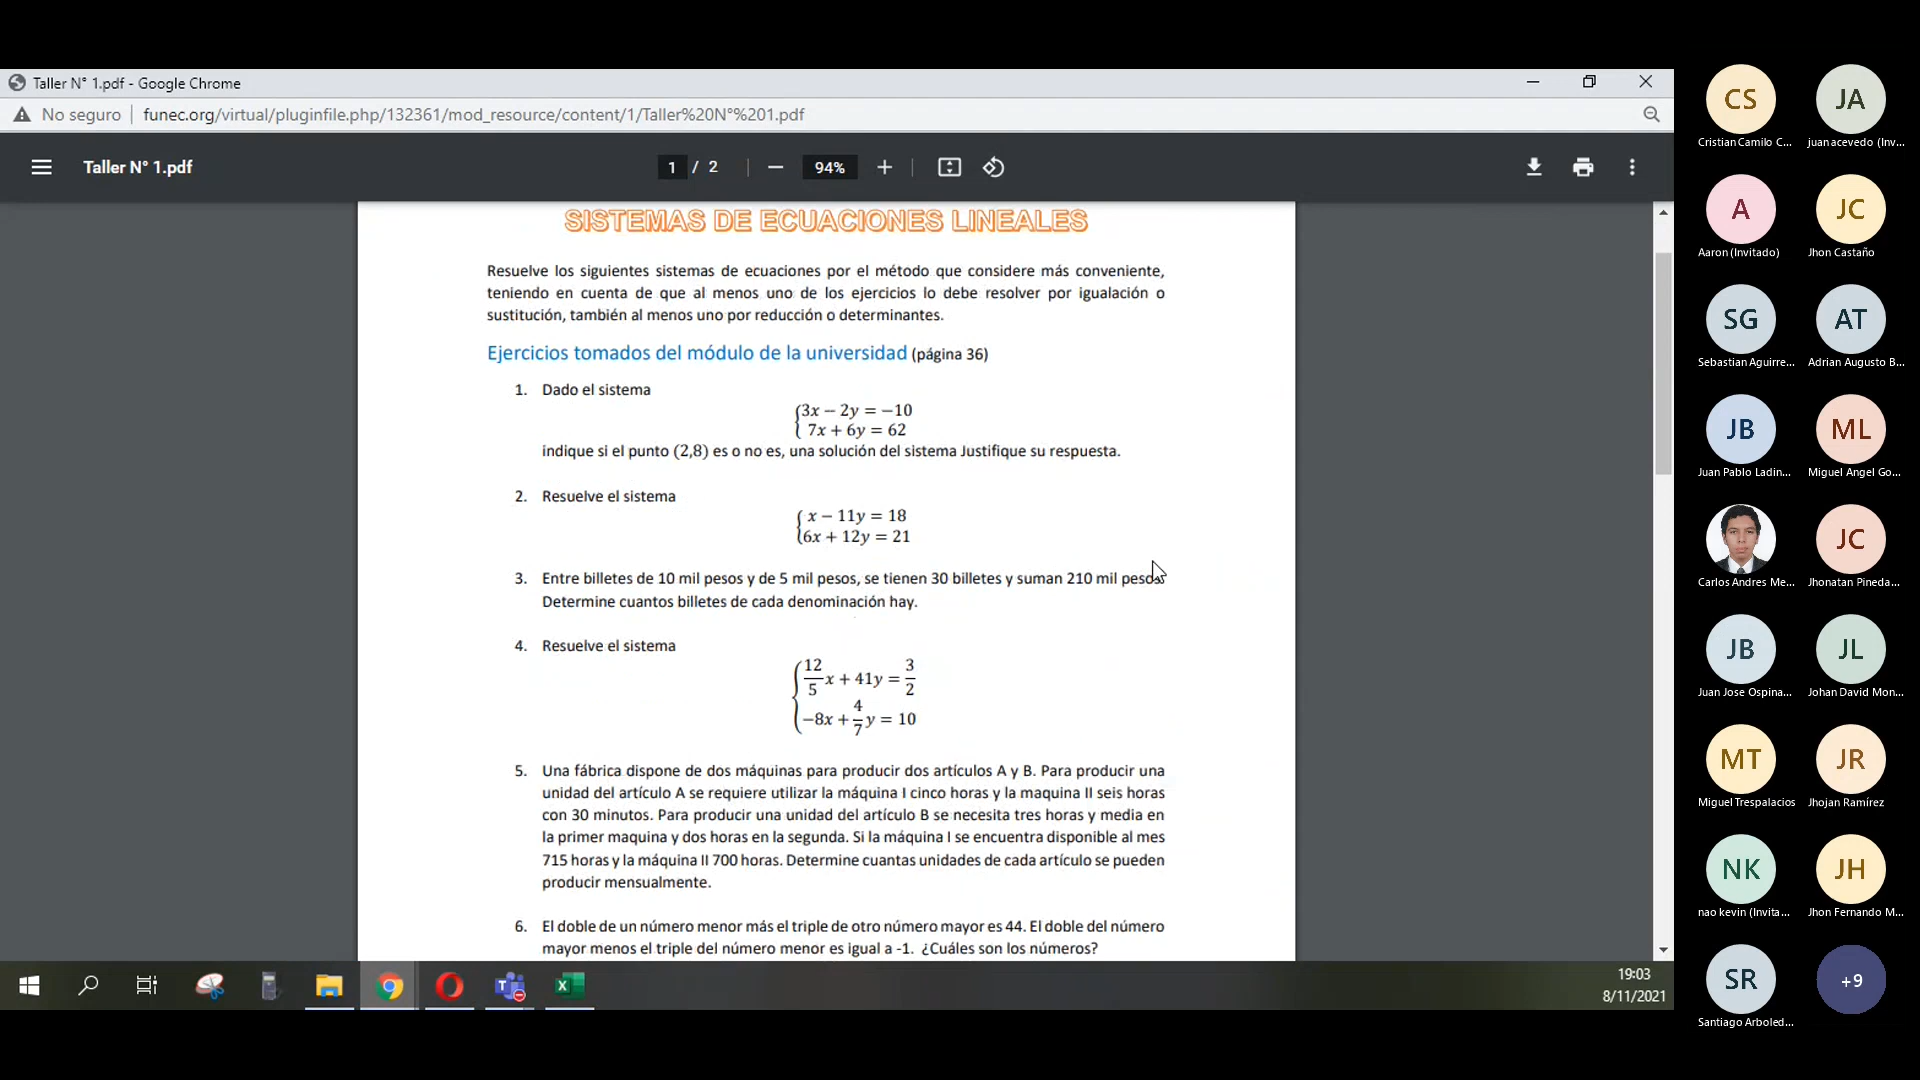 Taller N° 1.pdf - Google Chrome
No seguro
funec.org/virtual/pluginfile.php/132361/mod_resource/content/1/Taller%20N°%201.pdf
Taller N° 1.pdf
1 / 2
94%
SISTEMAS DE ECUACIONES LINEALES
Resuelve los siguientes sistemas de ecuaciones por el método que considere más conveniente,
teniendo en cuenta de que al menos uno de los ejercicios lo debe resolver por igualación o
sustitución, también al menos uno por reducción o determinantes.
Ejercicios tomados del módulo de la universidad (página 36)
1. Dado el sistema
3x − 2y = −10
7x + 6y = 62
indique si el punto (2,8) es o no es, una solución del sistema Justifique su respuesta.
2. Resuelve el sistema
x − 11y = 18
6x + 12y = 21
3. Entre billetes de 10 mil pesos y de 5 mil pesos, se tienen 30 billetes y suman 210 mil pesos
Determine cuantos billetes de cada denominación hay.
4. Resuelve el sistema
12/5 x + 41y = 3/2
−8x + 4/7 y = 10
5. Una fábrica dispone de dos máquinas para producir dos artículos A y B. Para producir una
unidad del artículo A se requiere utilizar la máquina I cinco horas y la maquina II seis horas
con 30 minutos. Para producir una unidad del artículo B se necesita tres horas y media en
la primer maquina y dos horas en la segunda. Si la máquina I se encuentra disponible al mes
715 horas y la máquina II 700 horas. Determine cuantas unidades de cada artículo se pueden
producir mensualmente.
6. El doble de un número menor más el triple de otro número mayor es 44. El doble del número
mayor menos el triple del número menor es igual a -1. ¿Cuáles son los números?
19:03
8/11/2021
CS
JA
Cristian Camilo C...
juan acevedo (Inv...
A
JC
Aaron (Invitado)
Jhon Castaño
SG
AT
Sebastian Aguirre...
Adrian Augusto B...
JB
ML
Juan Pablo Ladin...
Miguel Angel Go...
JC
Carlos Andres Me...
Jhonatan Pineda...
JB
JL
Juan Jose Ospina...
Johan David Mon...
MT
JR
Miguel Trespalacios
Jhojan Ramírez
NK
JH
nao kevin (Invita...
Jhon Fernando M...
SR
+9
Santiago Arboled...